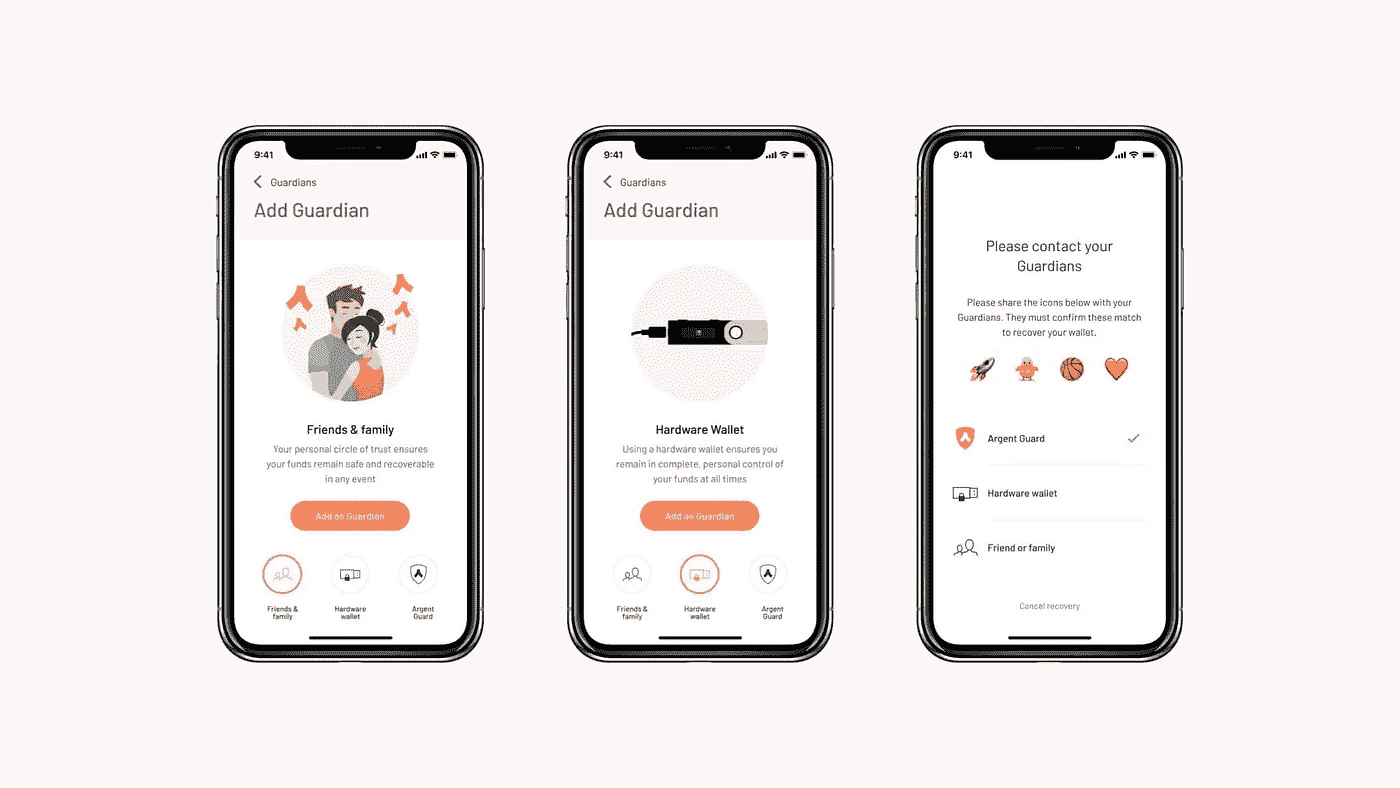 9:41
Guardians
Add Guardian
Friends & family
Your personal circle of trust ensures
your funds remain safe and recoverable
in any event
Add as Guardian
Friends &
family
Hardware
wallet
Argent
Guard
9:41
Guardians
Add Guardian
Hardware Wallet
Using a hardware wallet ensures you
remain in complete, personal control of
your funds at all times
Add as Guardian
Friends &
family
Hardware
wallet
Argent
Guard
9:41
Please contact your
Guardians
Please share the icons below with your
Guardians. They must confirm these match
to recover your wallet.
Argent Guard
Hardware wallet
Friend or family
Cancel recovery